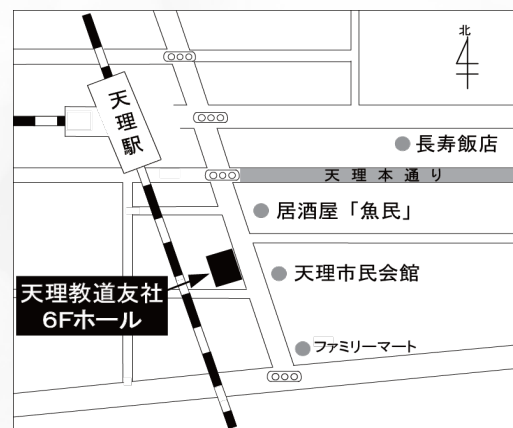 北
天理駅
長寿飯店
天理本通り
居酒屋「魚民」
天理市民会館
天理教道友社
6Fホール
ファミリーマート